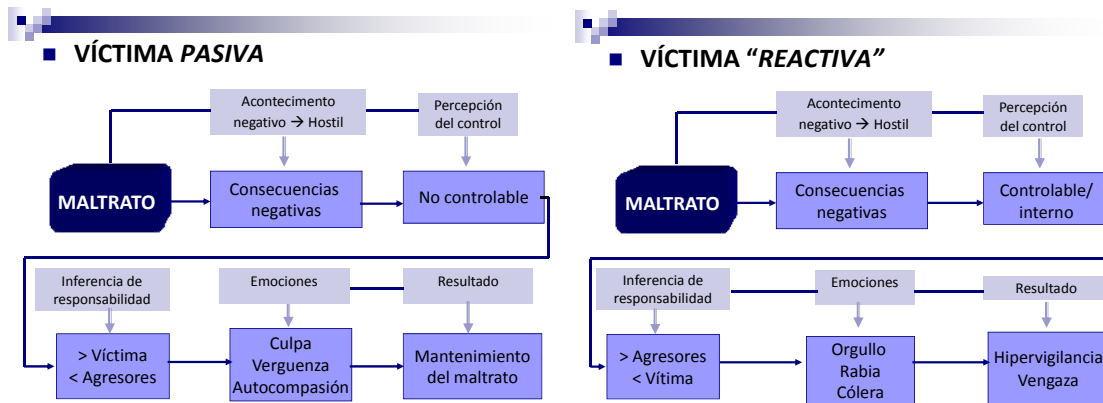 VÍCTIMA PASIVA
Acontecimento
negativo → Hostil
Percepción
del control
MALTRATO
Consecuencias
negativas
No controlable
Inferencia de
responsabilidad
Emociones
Resultado
> Víctima
< Agresores
Culpa
Verguenza
Autocompasión
Mantenimiento
del maltrato
VÍCTIMA “REACTIVA”
Acontecimento
negativo → Hostil
Percepción
del control
MALTRATO
Consecuencias
negativas
Controlable/
interno
Inferencia de
responsabilidad
Emociones
Resultado
> Agresores
< Vítima
Orgullo
Rabia
Cólera
Hipervigilancia
Vengaza